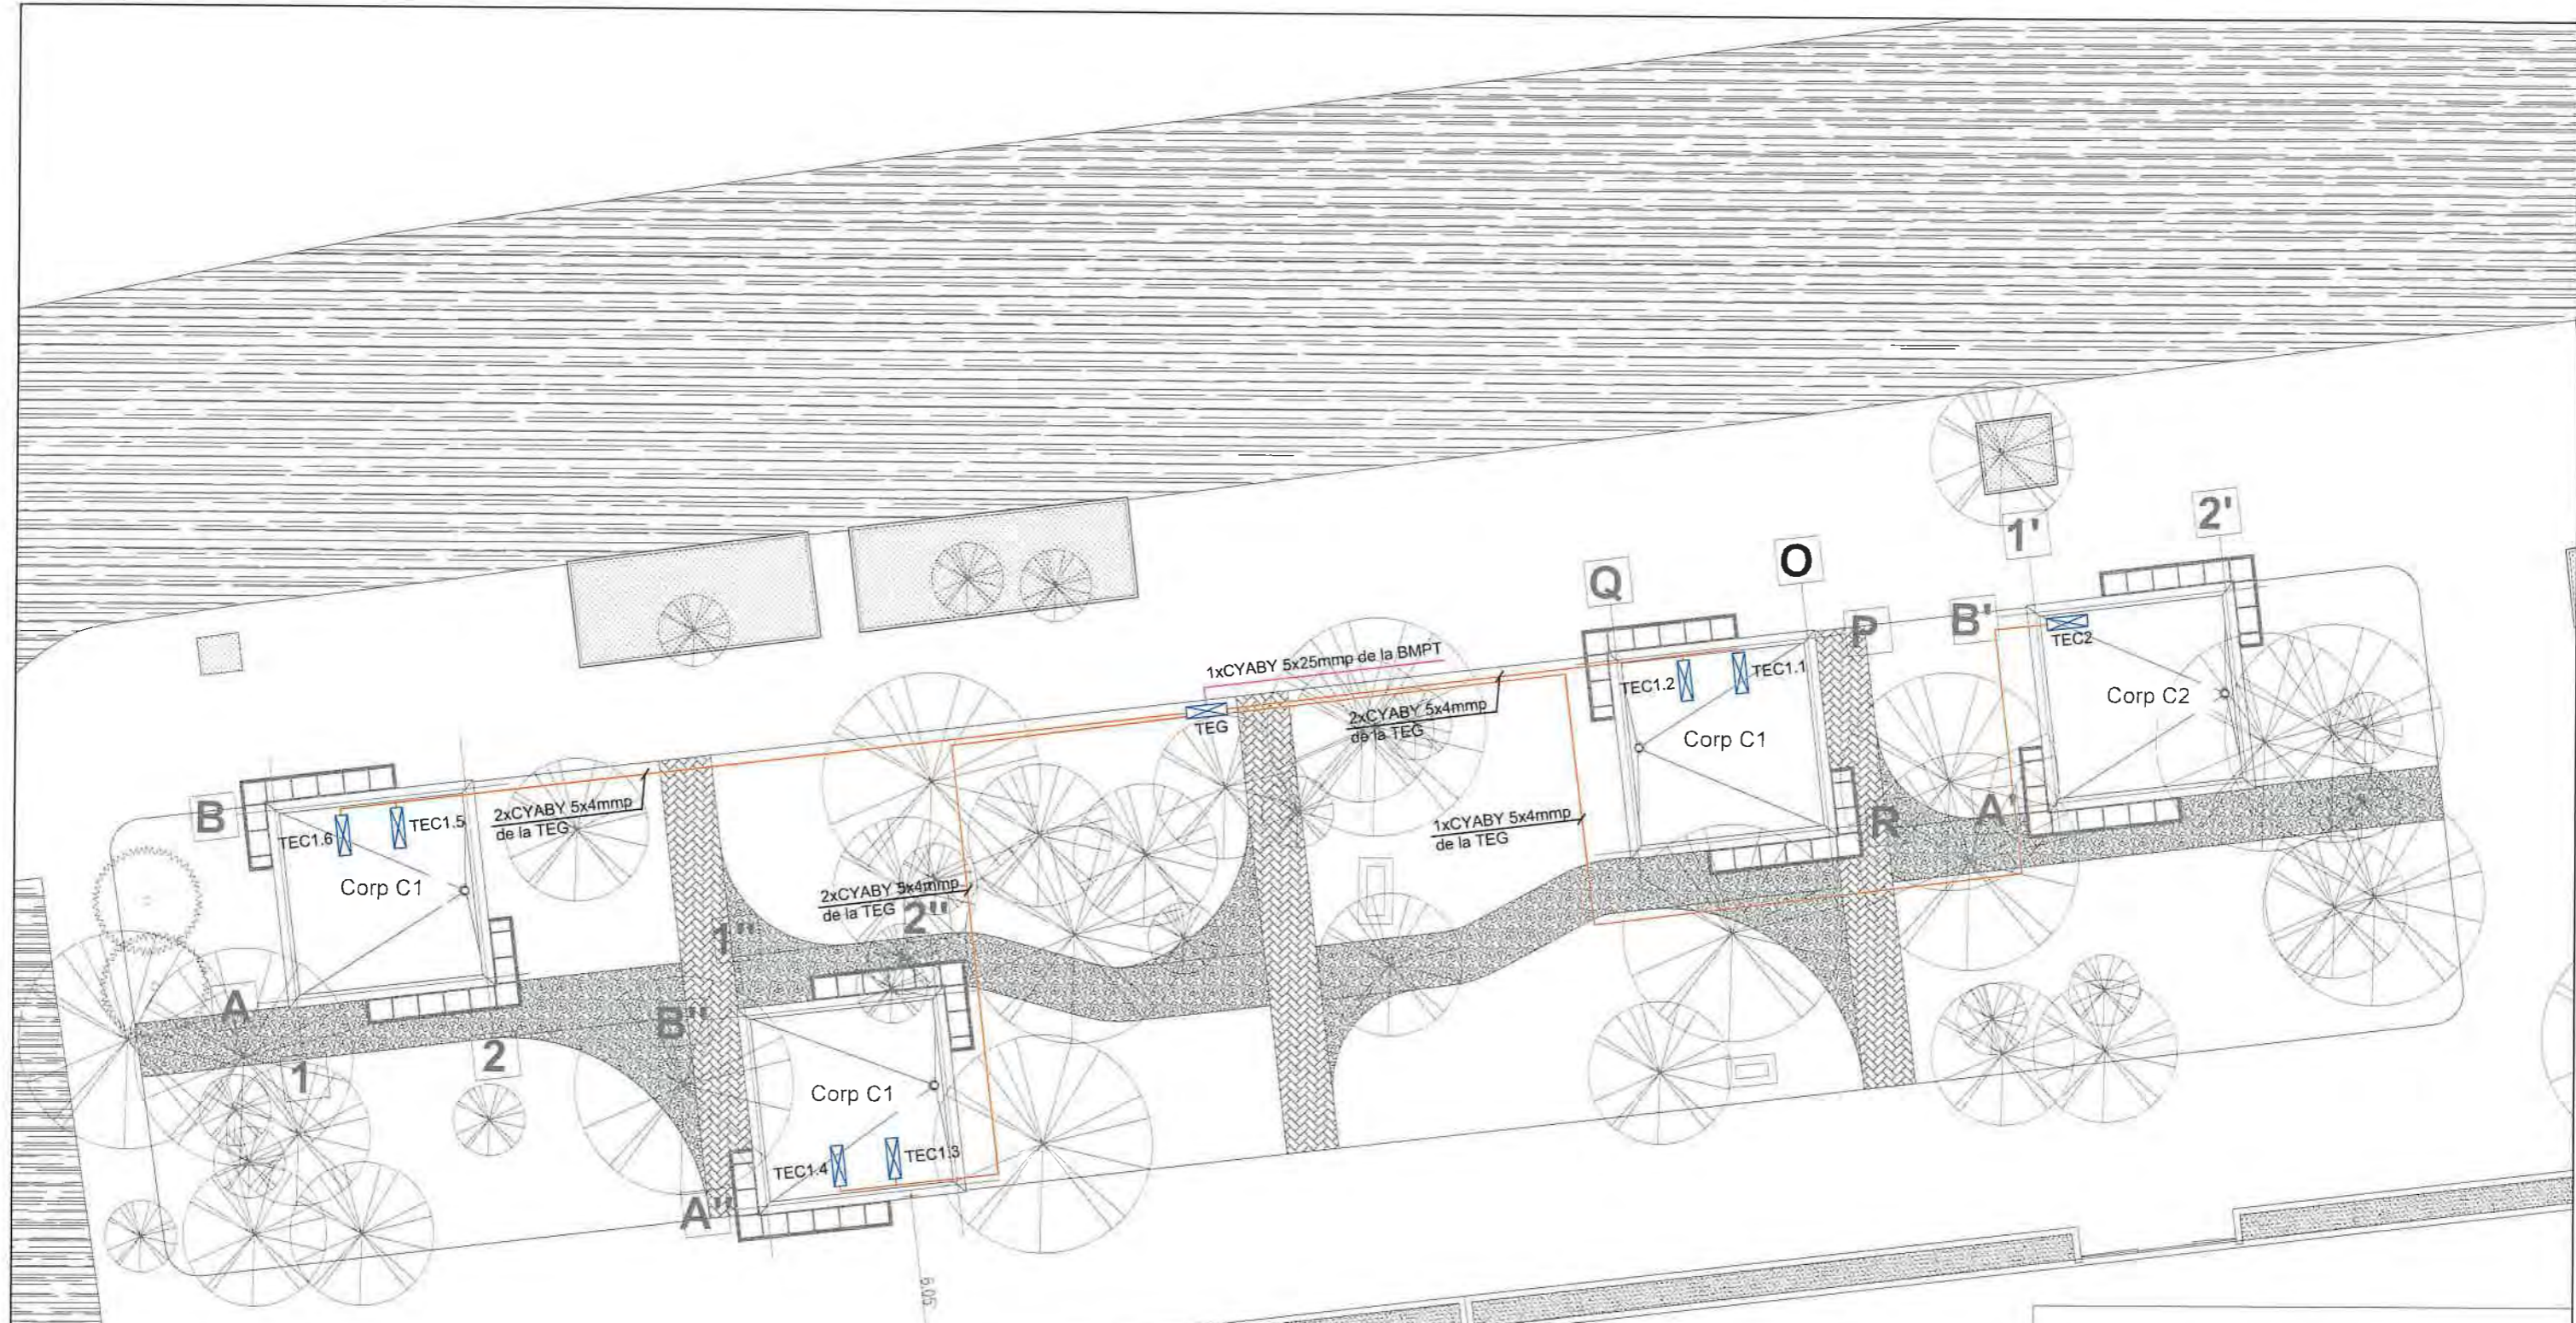 2'
1'
O
Q
P
B'
TEC2
1xCYABY 5x25mmp de la BMPT
TEC1.2
TEC1.1
Corp C2
TEG
2xCYABY 5x4mmp
de la TEG
Corp C1
B
TEC1.6
TEC1.5
2xCYABY 5x4mmp
de la TEG
1xCYABY 5x4mmp
de la TEG
A'
R
Corp C1
2xCYABY 5x4mmp
de la TEG
2"
1"
A
B"
2
1
Corp C1
TEC1.4
TEC1.3
A"
5,05